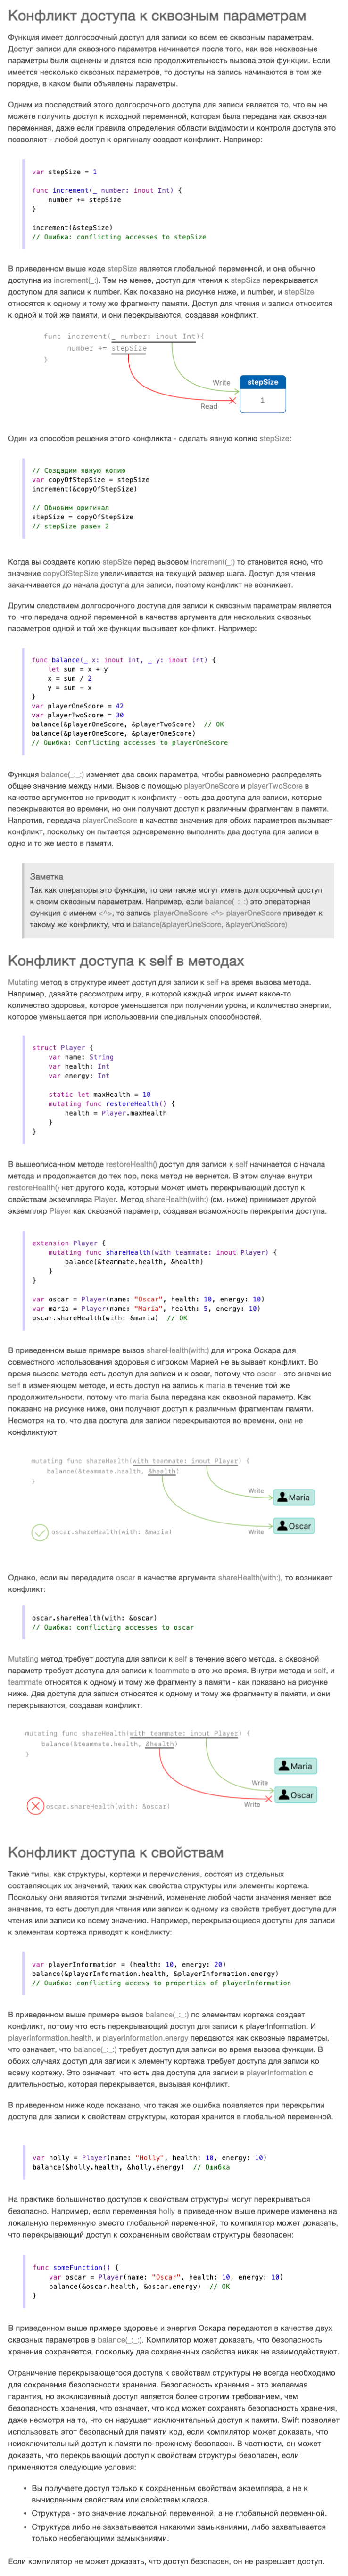 Конфликт доступа к сквозным параметрам
Функция имеет долгосрочный доступ для записи ко всем ее сквозным параметрам.
Доступ записи для сквозного параметра начинается после того, как все несквозные
параметры были оценены и длятся всю продолжительность вызова этой функции. Если
имеется несколько сквозных параметров, то доступы на запись начинаются в том же
порядке, в каком были объявлены параметры.
Одним из последствий этого долгосрочного доступа для записи является то, что вы не
можете получить доступ к исходной переменной, которая была передана как сквозная
переменная, даже если правила определения области видимости и контроля доступа это
позволяют - любой доступ к оригиналу создаст конфликт. Например:
var stepSize = 1
func increment(_ number: inout Int) {
number += stepSize
}
increment(&stepSize)
// Ошибка: conflicting accesses to stepSize
В приведенном выше коде stepSize является глобальной переменной, и она обычно
доступна из increment(_:). Тем не менее, доступ для чтения к stepSize перекрывается
доступом для записи к number. Как показано на рисунке ниже, и number, и stepSize
относятся к одному и тому же фрагменту памяти. Доступ для чтения и записи относится
к одной и той же памяти, и они перекрываются, создавая конфликт.
func increment(_ number: inout Int){
number += stepSize
}
Write
stepSize
Read
1
Один из способов решения этого конфликта - сделать явную копию stepSize:
// Создадим явную копию
var copyOfStepSize = stepSize
increment(&copyOfStepSize)
// Обновим оригинал
stepSize = copyOfStepSize
// stepSize равен 2
Когда вы создаете копию stepSize перед вызовом increment(_:) то становится ясно, что
значение copyOfStepSize увеличивается на текущий размер шага. Доступ для чтения
заканчивается до начала доступа для записи, поэтому конфликт не возникает.
Другим следствием долгосрочного доступа для записи к сквозным параметрам является
то, что передача одной переменной в качестве аргумента для нескольких сквозных
параметров одной и той же функции вызывает конфликт. Например:
func balance(_ x: inout Int, _ y: inout Int) {
let sum = x + y
x = sum / 2
y = sum - x
}
var playerOneScore = 42
var playerTwoScore = 30
balance(&playerOneScore, &playerTwoScore)  // OK
balance(&playerOneScore, &playerOneScore)
// Ошибка: Conflicting accesses to playerOneScore
Функция balance(_:_:) изменяет два своих параметра, чтобы равномерно распределять
общее значение между ними. Вызов с помощью playerOneScore и playerTwoScore в
качестве аргументов не приводит к конфликту - есть два доступа для записи, которые
перекрываются во времени, но они получают доступ к различным фрагментам в памяти.
Напротив, передача playerOneScore в качестве значения для обоих параметров вызывает
конфликт, поскольку он пытается одновременно выполнить два доступа для записи в
одно и то же место в памяти.
Заметка
Так как операторы это функции, то они также могут иметь долгосрочный доступ
к своим сквозным параметрам. Например, если balance(_:_:) это операторная
функция с именем <^>, то запись playerOneScore <^> playerOneScore приведет к
такому же конфликту, что и balance(&playerOneScore, &playerOneScore)
Конфликт доступа к self в методах
Mutating метод в структуре имеет доступ для записи к self на время вызова метода.
Например, давайте рассмотрим игру, в которой каждый игрок имеет какое-то
количество здоровья, которое уменьшается при получении урона, и количество энергии,
которое уменьшается при использовании специальных способностей.
struct Player {
var name: String
var health: Int
var energy: Int
static let maxHealth = 10
mutating func restoreHealth() {
health = Player.maxHealth
}
}
В вышеописанном методе restoreHealth() доступ для записи к self начинается с начала
метода и продолжается до тех пор, пока метод не вернется. В этом случае внутри
restoreHealth() нет другого кода, который может иметь перекрывающий доступ к
свойствам экземпляра Player. Метод shareHealth(with:) (см. ниже) принимает другой
экземпляр Player как сквозной параметр, создавая возможность перекрытия доступа.
extension Player {
mutating func shareHealth(with teammate: inout Player) {
balance(&teammate.health, &health)
}
}
var oscar = Player(name: "Oscar", health: 10, energy: 10)
var maria = Player(name: "Maria", health: 5, energy: 10)
oscar.shareHealth(with: &maria)  // OK
В приведенном выше примере вызов shareHealth(with:) для игрока Оскара для
совместного использования здоровья с игроком Марией не вызывает конфликт. Во
время вызова метода есть доступ для записи и к oscar, потому что oscar - это значение
self в изменяющем методе, и есть доступ на запись к maria в течение той же
продолжительности, потому что maria была передана как сквозной параметр. Как
показано на рисунке ниже, они получают доступ к различным фрагментам памяти.
Несмотря на то, что два доступа для записи перекрываются во времени, они не
конфликтуют.
mutating func shareHealth(with teammate: inout Player) {
balance(&teammate.health, &health)
}
Write
Maria
Oscar
oscar.shareHealth(with: &maria)
Write
Однако, если вы передадите oscar в качестве аргумента shareHealth(with:), то возникает
конфликт:
oscar.shareHealth(with: &oscar)
// Ошибка: conflicting accesses to oscar
Mutating метод требует доступа для записи к self в течение всего метода, а сквозной
параметр требует доступа для записи к teammate в это же время. Внутри метода и self, и
teammate относятся к одному и тому же фрагменту в памяти - как показано на рисунке
ниже. Два доступа для записи относятся к одному и тому же фрагменту в памяти, и они
перекрываются, создавая конфликт.
mutating func shareHealth(with teammate: inout Player) {
balance(&teammate.health, &health)
}
Maria
Write
Oscar
oscar.shareHealth(with: &oscar)
Write
Конфликт доступа к свойствам
Такие типы, как структуры, кортежи и перечисления, состоят из отдельных
составляющих их значений, таких как свойства структуры или элементы кортежа.
Поскольку они являются типами значений, изменение любой части значения меняет все
значение, то есть доступ для чтения или записи к одному из свойств требует доступа для
чтения или записи ко всему значению. Например, перекрывающиеся доступы для записи
к элементам кортежа приводят к конфликту:
var playerInformation = (health: 10, energy: 20)
balance(&playerInformation.health, &playerInformation.energy)
// Ошибка: conflicting access to properties of playerInformation
В приведенном выше примере вызов balance(_:_:) по элементам кортежа создает
конфликт, потому что есть перекрывающий доступ для записи к playerInformation. И
playerInformation.health, и playerInformation.energy передаются как сквозные параметры,
что означает, что balance(_:_:) требует доступ для записи во время вызова функции. В
обоих случаях доступ для записи к элементу кортежа требует доступа для записи ко
всему кортежу. Это означает, что есть два доступа для записи в playerInformation с
длительностью, которая перекрывается, вызывая конфликт.
В приведенном ниже коде показано, что такая же ошибка появляется при перекрытии
доступа для записи к свойствам структуры, которая хранится в глобальной переменной.
var holly = Player(name: "Holly", health: 10, energy: 10)
balance(&holly.health, &holly.energy)  // Ошибка
На практике большинство доступов к свойствам структуры могут перекрываться
безопасно. Например, если переменная holly в приведенном выше примере изменена на
локальную переменную вместо глобальной переменной, то компилятор может доказать,
что перекрывающий доступ к сохраненным свойствам структуры безопасен:
func someFunction() {
var oscar = Player(name: "Oscar", health: 10, energy: 10)
balance(&oscar.health, &oscar.energy)  // OK
}
В приведенном выше примере здоровье и энергия Оскара передаются в качестве двух
сквозных параметров в balance(_:_:). Компилятор может доказать, что безопасность
хранения сохраняется, поскольку два сохраненных свойства никак не взаимодействуют.
Ограничение перекрывающегося доступа к свойствам структуры не всегда необходимо
для сохранения безопасности хранения. Безопасность хранения - это желаемая
гарантия, но эксклюзивный доступ является более строгим требованием, чем
безопасность хранения, что означает, что код может сохранять безопасность хранения,
даже несмотря на то, что он нарушает исключительный доступ к памяти. Swift позволяет
использовать этот безопасный для памяти код, если компилятор может доказать, что
неисключительный доступ к памяти по-прежнему безопасен. В частности, он может
доказать, что перекрывающий доступ к свойствам структуры безопасен, если
применяются следующие условия:
• Вы получаете доступ только к сохраненным свойствам экземпляра, а не к
вычисленным свойствам или свойствам класса.
• Структура - это значение локальной переменной, а не глобальной переменной.
• Структура либо не захватывается никакими замыканиями, либо захватывается
только несбегающими замыканиями.
Если компилятор не может доказать, что доступ безопасен, он не разрешает доступ.